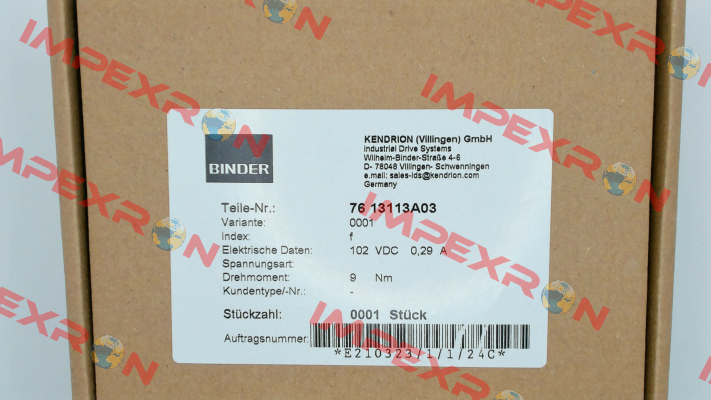 BINDER
KENDRION (Villingen) GmbH
Industrial Drive Systems
Wilhelm-Binder-Straße 4-6
D- 78048 Villingen- Schwenningen
e.mail: sales-ids@kendrion.com
Germany
Teile-Nr.: 76 13113A03
Variante: 0001
Index: f
Elektrische Daten: 102 VDC 0,29 A
Spannungsart:
Drehmoment: 9 Nm
Kundentype/-Nr.: -
Stückzahl: 0001 Stück
Auftragsnummer:
*E210323/1/1/24C*
IMPEXRON
IMPEXRON
IMPEXRON
IMPEXRON
IMPEXRON